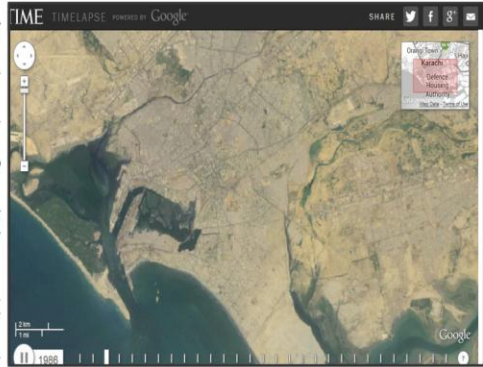 TIME TIMELAPSE POWERED BY Google SHARE
Orangi Town
Karachi
Defence
Housing
Authority
Map Data - Terms of Use
2 km
1 mi
Google
1986